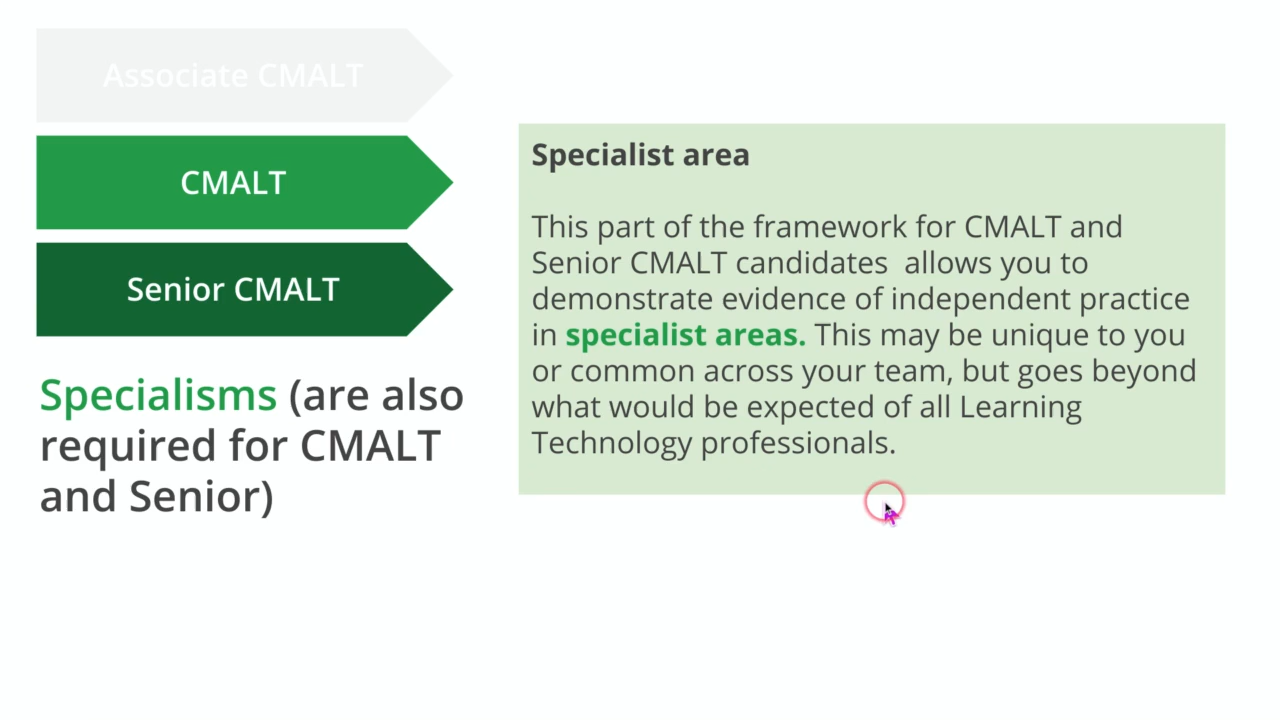 Associate CMALT
CMALT
Senior CMALT
Specialisms (are also
required for CMALT
and Senior)
Specialist area
This part of the framework for CMALT and
Senior CMALT candidates  allows you to
demonstrate evidence of independent practice
in specialist areas. This may be unique to you
or common across your team, but goes beyond
what would be expected of all Learning
Technology professionals.